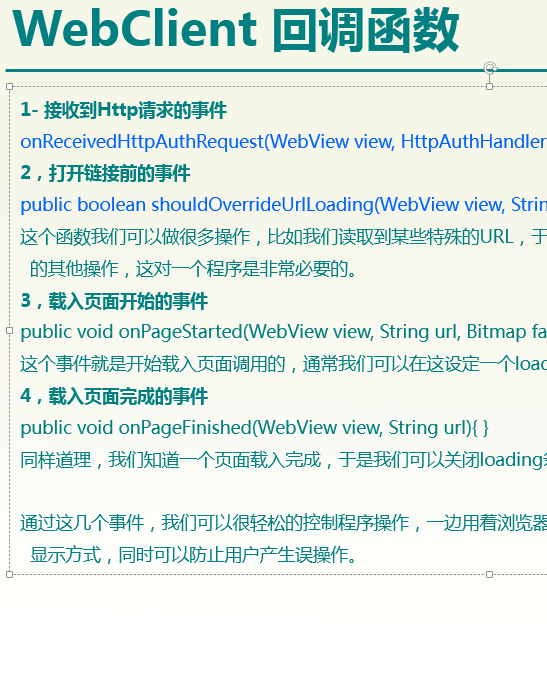 WebClient 回调函数
1- 接收到Http请求的事件
onReceivedHttpAuthRequest(WebView view, HttpAuthHandler
2，打开链接前的事件
public boolean shouldOverrideUrlLoading(WebView view, Strin
这个函数我们可以做很多操作，比如我们读取到某些特殊的URL，于
的其他操作，这对一个程序是非常必要的。
3，载入页面开始的事件
public void onPageStarted(WebView view, String url, Bitmap fa
这个事件就是开始载入页面调用的，通常我们可以在这设定一个load
4，载入页面完成的事件
public void onPageFinished(WebView view, String url){ }
同样道理，我们知道一个页面载入完成，于是我们可以关闭loading
通过这几个事件，我们可以很轻松的控制程序操作，一边用着浏览器
显示方式，同时可以防止用户产生误操作。